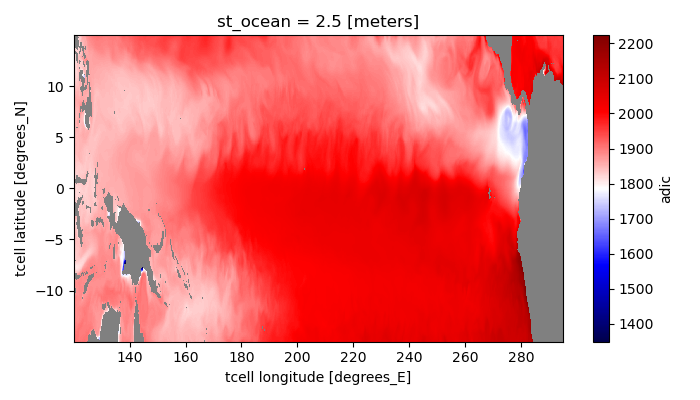 st_ocean = 2.5 [meters]
tcell latitude [degrees_N]
10
5
0
−5
−10
140 160 180 200 220 240 260 280
tcell longitude [degrees_E]
2200
2100
2000
1900
1800
1700
1600
1500
1400
adic